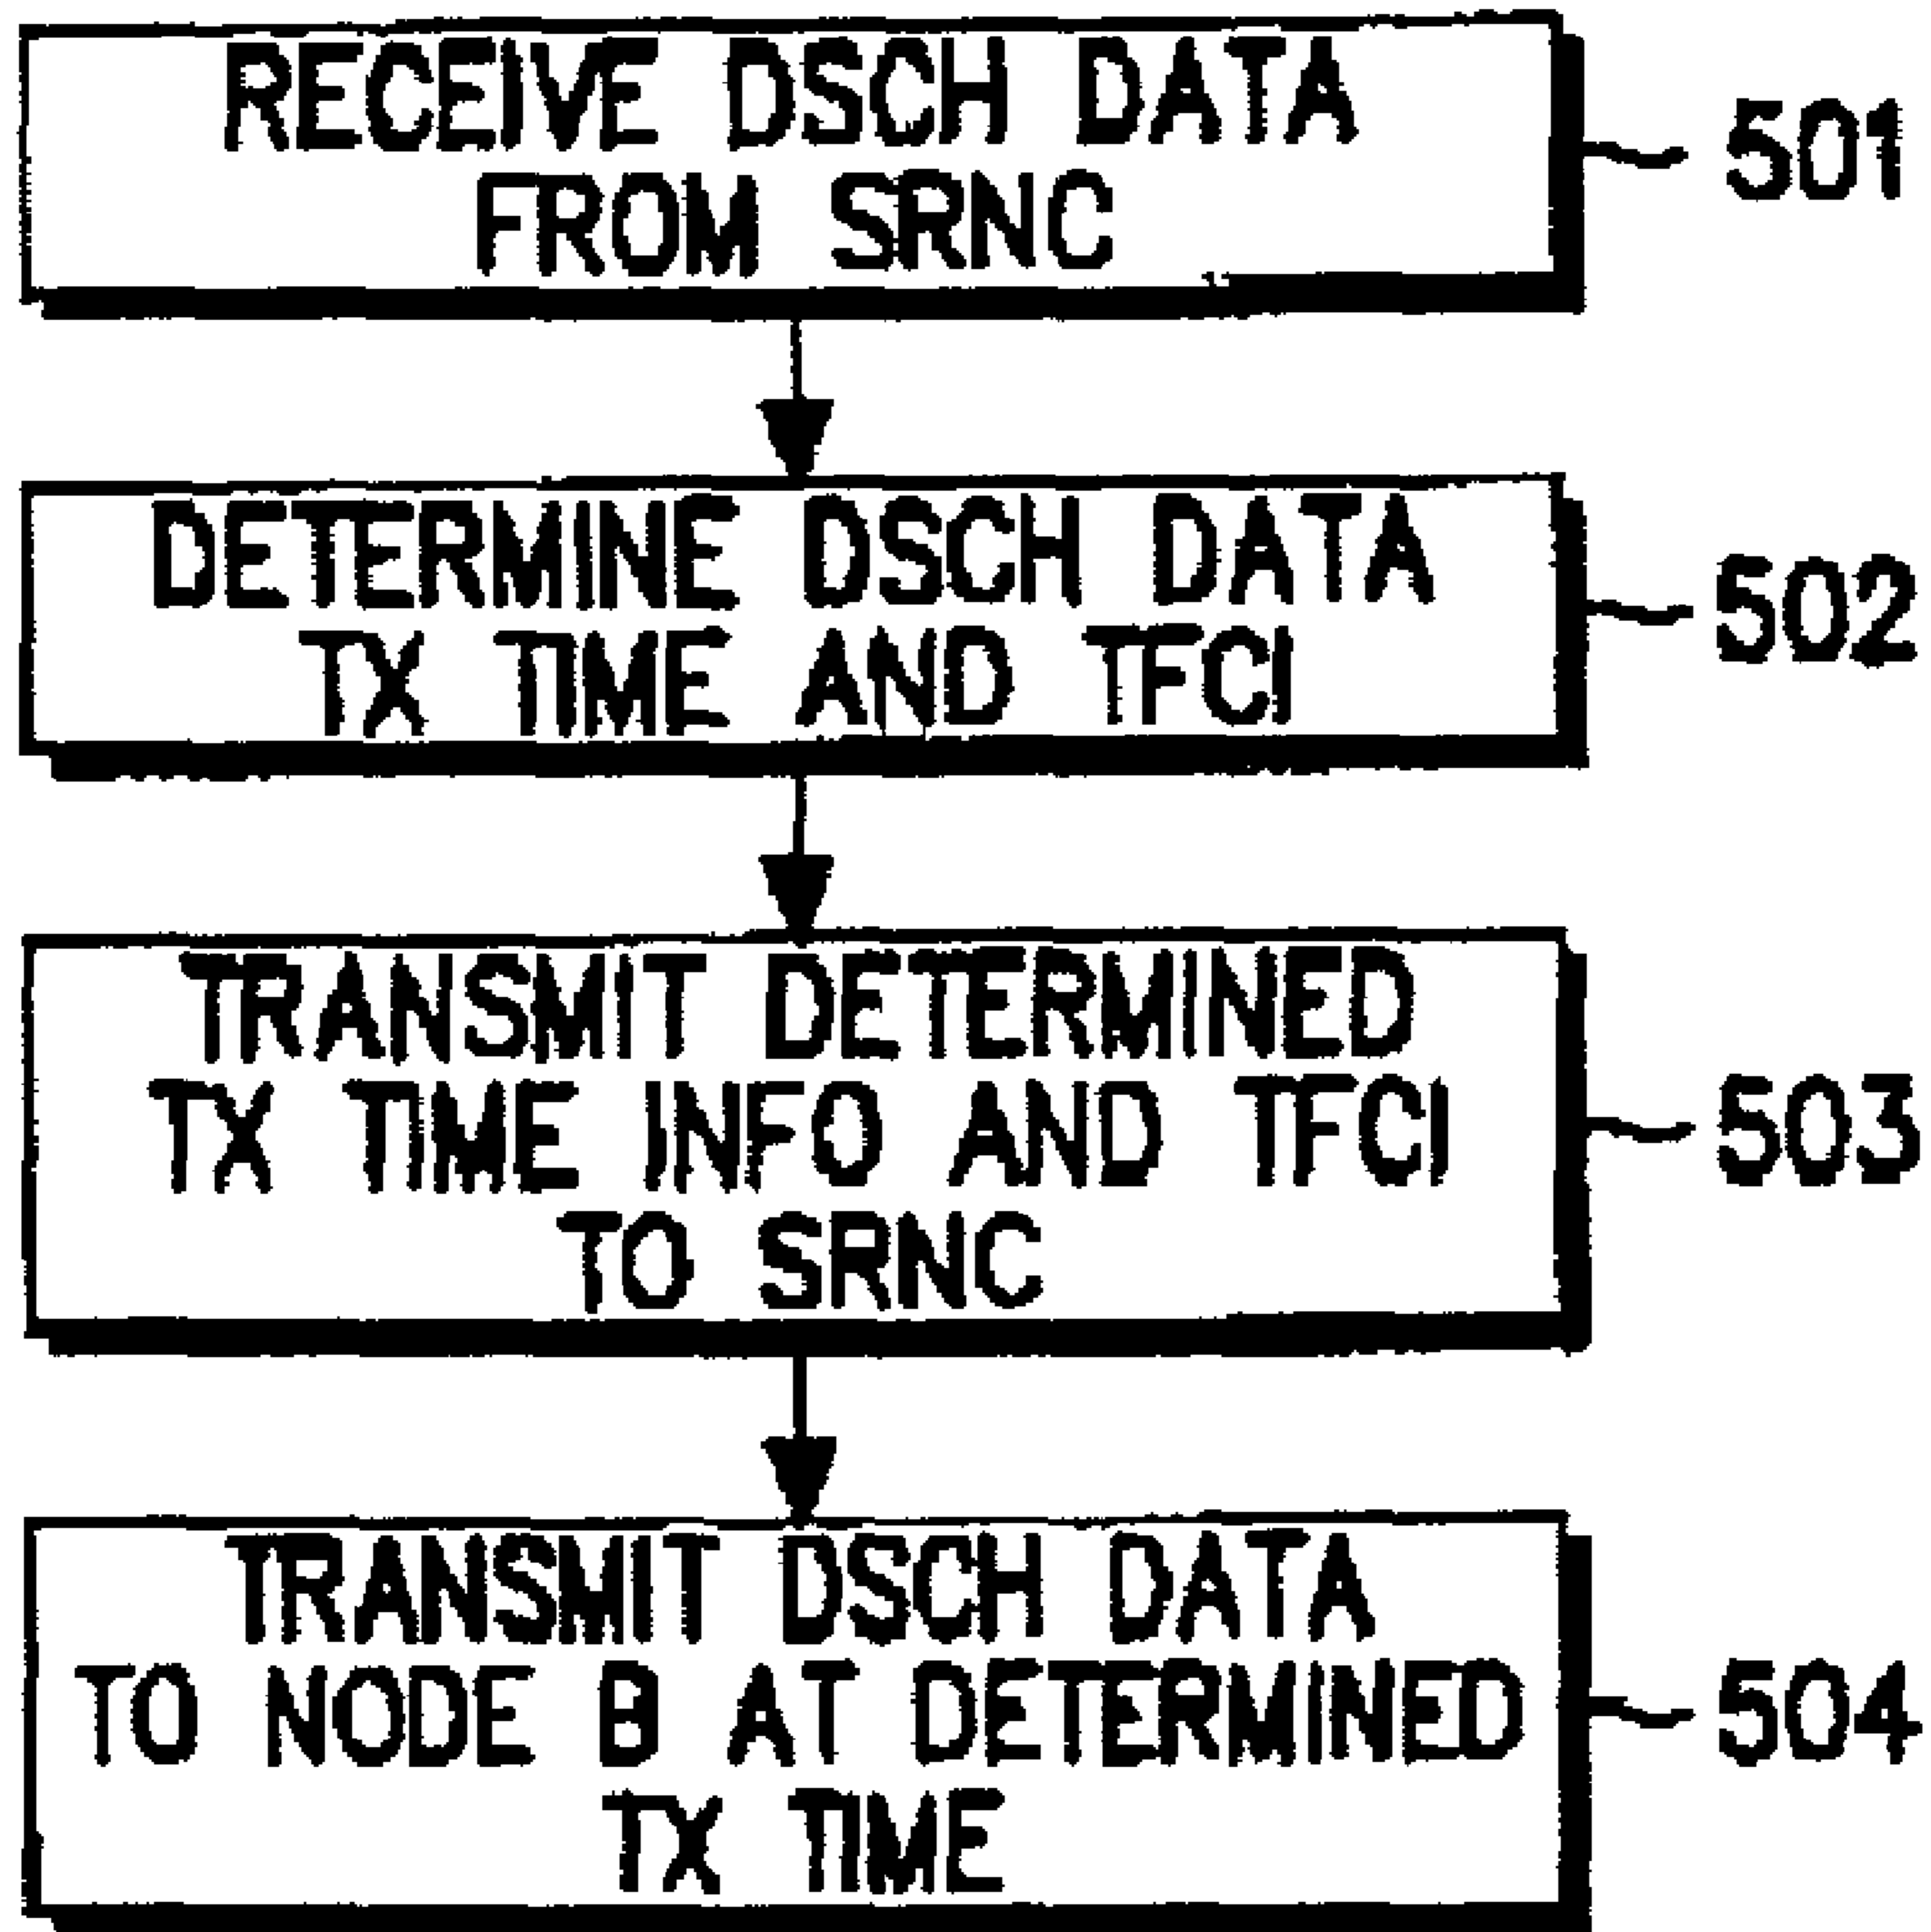 RECEIVE DSCH DATA
FROM SRNC
501
DETERMINE DSCH DATA
TX TIME AND TFCI
502
TRANSMIT DETERMINED
TX TIME INFO AND TFCI
TO SRNC
503
TRANSMIT DSCH DATA
TO NODE B AT DETERMINED
TX TIME
504